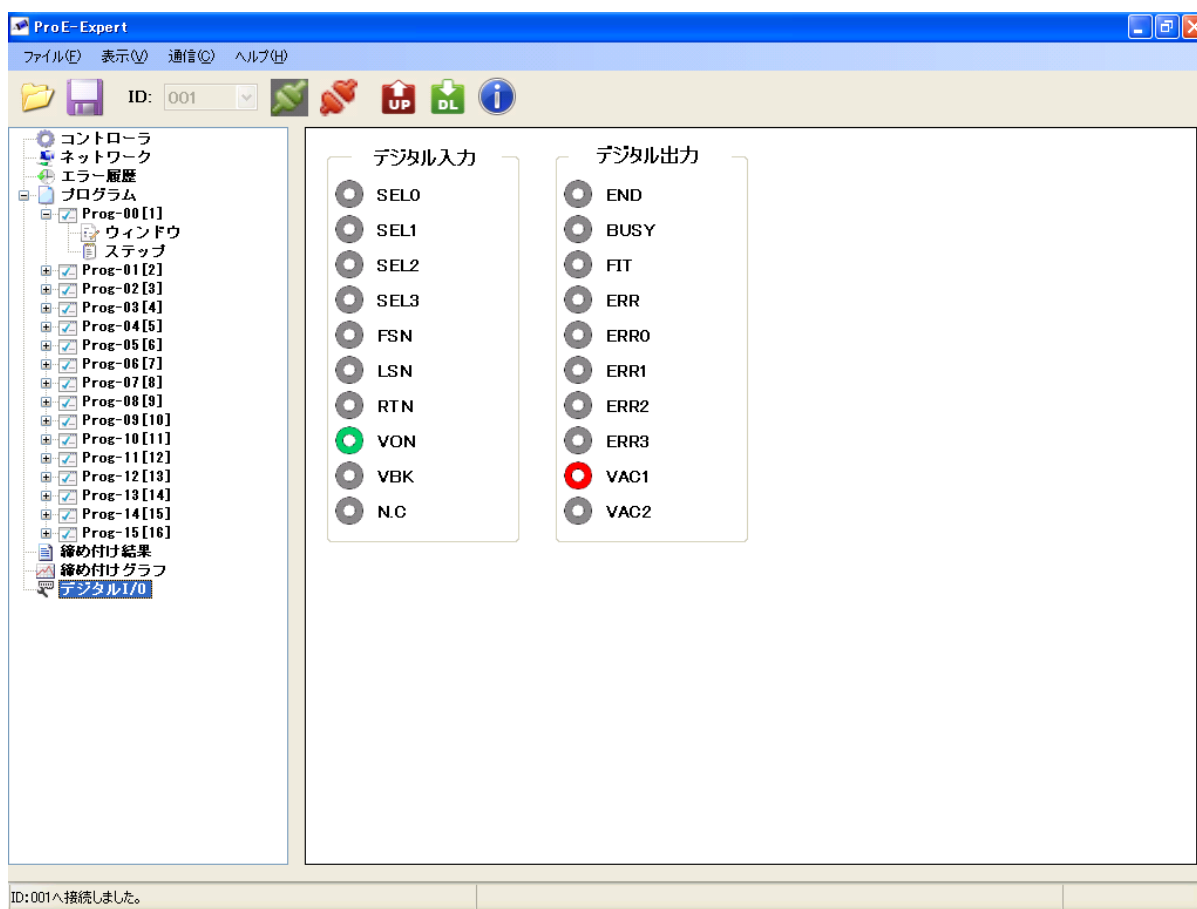 ProE-Expert
ファイル(F) 表示(V) 通信(C) ヘルプ(H)
ID: 001 UP DL
コントローラ
ネットワーク
エラー履歴
プログラム
Prog-00[1]
ウィンドウ
ステップ
Prog-01[2]
Prog-02[3]
Prog-03[4]
Prog-04[5]
Prog-05[6]
Prog-06[7]
Prog-07[8]
Prog-08[9]
Prog-09[10]
Prog-10[11]
Prog-11[12]
Prog-12[13]
Prog-13[14]
Prog-14[15]
Prog-15[16]
締め付け結果
締め付けグラフ
デジタルI/O
デジタル入力
SEL0
SEL1
SEL2
SEL3
FSN
LSN
RTN
VON
VBK
N.C
デジタル出力
END
BUSY
FIT
ERR
ERR0
ERR1
ERR2
ERR3
VAC1
VAC2
ID:001へ接続しました。